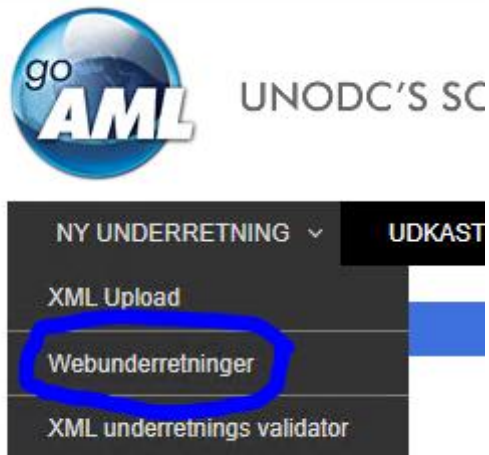 go
AML
UNODC'S SC
NY UNDERRETNING UDKAST
XML Upload
Webunderretninger
XML underretnings validator